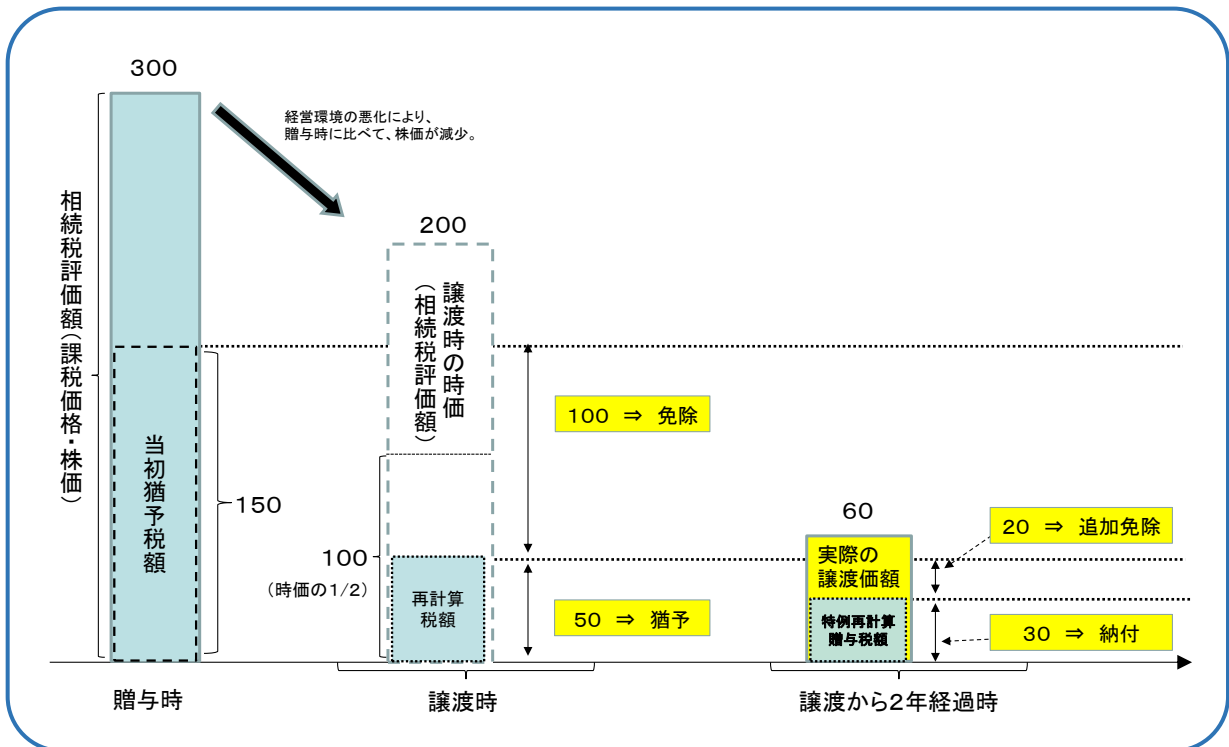 300
経営環境の悪化により、
贈与時に比べて、株価が減少。
相続税評価額(課税価格・株価)
当初猶予税額
150
200
譲渡時の時価
(相続税評価額)
100 ⇒ 免除
100
(時価の1/2)
再計算
税額
50 ⇒ 猶予
60
実際の
譲渡価額
特例再計算
贈与税額
20 ⇒ 追加免除
30 ⇒ 納付
贈与時
譲渡時
譲渡から2年経過時